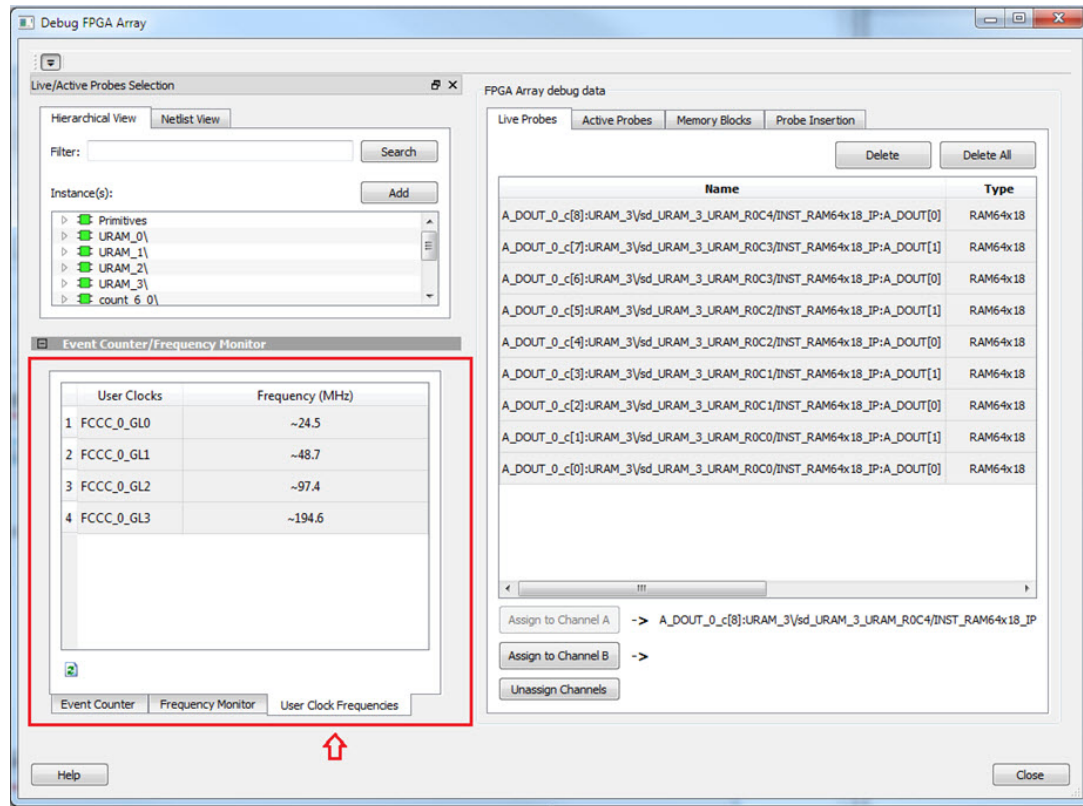 Debug FPGA Array
Live/Active Probes Selection
Hierarchical View Netlist View
Filter: Search
Instance(s): Add
Primitives
URAM_0\
URAM_1\
URAM_2\
URAM_3\
count_6_0\
Event Counter/Frequency Monitor
User Clocks Frequency (MHz)
1 FCCC_0_GL0 ~24.5
2 FCCC_0_GL1 ~48.7
3 FCCC_0_GL2 ~97.4
4 FCCC_0_GL3 ~194.6
Event Counter Frequency Monitor User Clock Frequencies
FPGA Array debug data
Live Probes Active Probes Memory Blocks Probe Insertion
Delete Delete All
Name Type
A_DOUT_0_c[8]:URAM_3\/sd_URAM_3_URAM_R0C4/INST_RAM64x18_IP:A_DOUT[0] RAM64x18
A_DOUT_0_c[7]:URAM_3\/sd_URAM_3_URAM_R0C3/INST_RAM64x18_IP:A_DOUT[1] RAM64x18
A_DOUT_0_c[6]:URAM_3\/sd_URAM_3_URAM_R0C3/INST_RAM64x18_IP:A_DOUT[0] RAM64x18
A_DOUT_0_c[5]:URAM_3\/sd_URAM_3_URAM_R0C2/INST_RAM64x18_IP:A_DOUT[1] RAM64x18
A_DOUT_0_c[4]:URAM_3\/sd_URAM_3_URAM_R0C2/INST_RAM64x18_IP:A_DOUT[0] RAM64x18
A_DOUT_0_c[3]:URAM_3\/sd_URAM_3_URAM_R0C1/INST_RAM64x18_IP:A_DOUT[1] RAM64x18
A_DOUT_0_c[2]:URAM_3\/sd_URAM_3_URAM_R0C1/INST_RAM64x18_IP:A_DOUT[0] RAM64x18
A_DOUT_0_c[1]:URAM_3\/sd_URAM_3_URAM_R0C0/INST_RAM64x18_IP:A_DOUT[1] RAM64x18
A_DOUT_0_c[0]:URAM_3\/sd_URAM_3_URAM_R0C0/INST_RAM64x18_IP:A_DOUT[0] RAM64x18
Assign to Channel A -> A_DOUT_0_c[8]:URAM_3\/sd_URAM_3_URAM_R0C4/INST_RAM64x18_IP
Assign to Channel B ->
Unassign Channels
Help Close